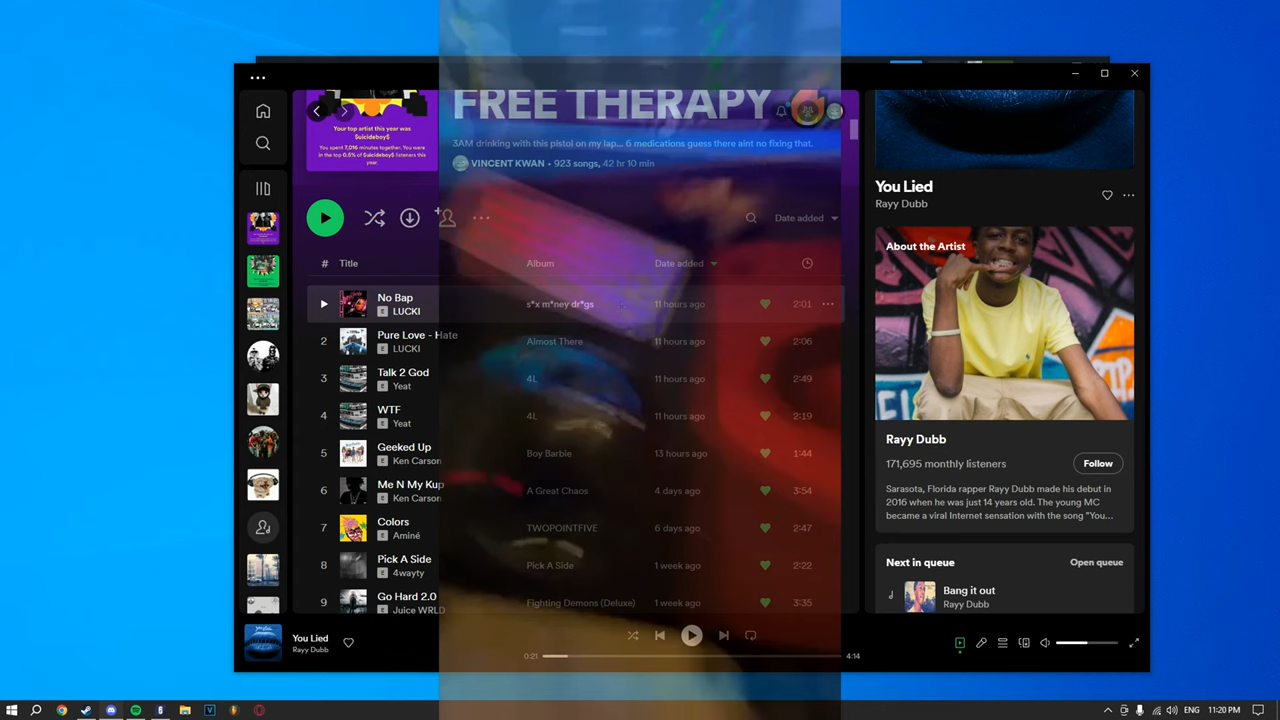 Your top artist this year was
$uicideboy$
You spent 7,016 minutes together. You were
in the top 0.5% of $uicideboy$ listeners this
year.
FREE THERAPY
3AM drinking with this pistol on my lap... 6 medications guess there aint no fixing that.
VINCENT KWAN • 923 songs, 42 hr 10 min
Date added
# Title Album Date added
No Bap s*x m*ney dr*gs 11 hours ago 2:01
E LUCKI
2 Pure Love - Hate Almost There 11 hours ago 2:06
E LUCKI
3 Talk 2 God 4L 11 hours ago 2:49
E Yeat
4 WTF 4L 11 hours ago 2:19
E Yeat
5 Geeked Up Boy Barbie 13 hours ago 1:44
E Ken Carson
6 Me N My Kup A Great Chaos 4 days ago 3:54
E Ken Carson
7 Colors TWOPOINTFIVE 6 days ago 2:47
E Aminé
8 Pick A Side Pick A Side 1 week ago 2:22
E 4wayty
9 Go Hard 2.0 Fighting Demons (Deluxe) 1 week ago 3:35
E Juice WRLD
You Lied
Rayy Dubb
About the Artist
Rayy Dubb
171,695 monthly listeners
Follow
Sarasota, Florida rapper Rayy Dubb made his debut in
2016 when he was just 14 years old. The young MC
became a viral Internet sensation with the song "You...
Next in queue Open queue
Bang it out
Rayy Dubb
You Lied
Rayy Dubb
0:21 4:14
ENG 11:20 PM